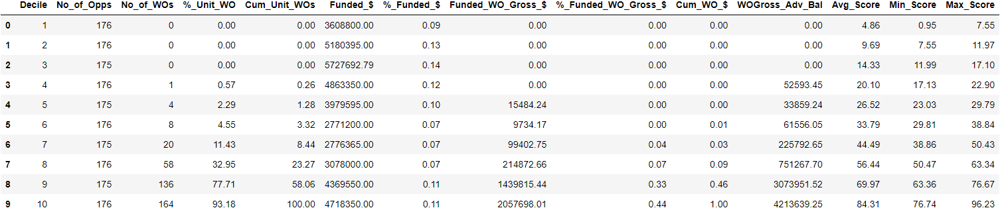 Decile No_of_Opps No_of_WOs %_Unit_WO Cum_Unit_WOs Funded_$ %_Funded_$ Funded_WO_Gross_$ %_Funded_WO_Gross_$ Cum_WO_$ WOGross_Adv_Bal Avg_Score Min_Score Max_Score
0 1 176 0 0.00 0.00 3608800.00 0.09 0.00 0.00 0.00 0.00 4.86 0.95 7.55
1 2 176 0 0.00 0.00 5180395.00 0.13 0.00 0.00 0.00 0.00 9.69 7.55 11.97
2 3 175 0 0.00 0.00 5727692.79 0.14 0.00 0.00 0.00 0.00 14.33 11.99 17.10
3 4 176 1 0.57 0.26 4863350.00 0.12 0.00 0.00 0.00 52593.45 20.10 17.13 22.90
4 5 175 4 2.29 1.28 3979595.00 0.10 15484.24 0.00 0.00 33859.24 26.52 23.03 29.79
5 6 176 8 4.55 3.32 2771200.00 0.07 9734.17 0.00 0.01 61556.05 33.79 29.81 38.84
6 7 175 20 11.43 8.44 2776365.00 0.07 99402.75 0.04 0.03 225792.65 44.49 38.86 50.43
7 8 176 58 32.95 23.27 3078000.00 0.07 214872.66 0.07 0.09 751267.70 56.44 50.47 63.34
8 9 175 136 77.71 58.06 4369550.00 0.11 1439815.44 0.33 0.46 3073951.52 69.97 63.36 76.67
9 10 176 164 93.18 100.00 4718350.00 0.11 2057698.01 0.44 1.00 4213639.25 84.31 76.74 96.23